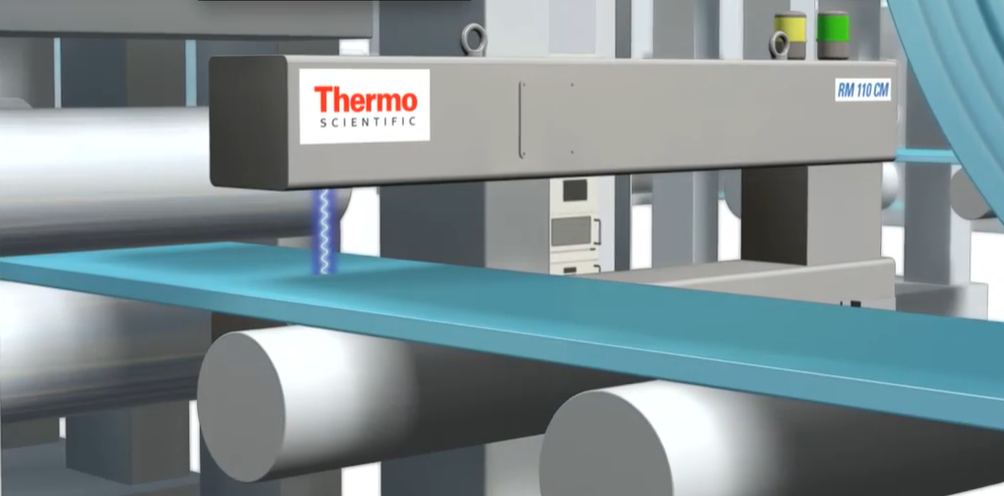 Thermo
SCIENTIFIC
RM 110 CM